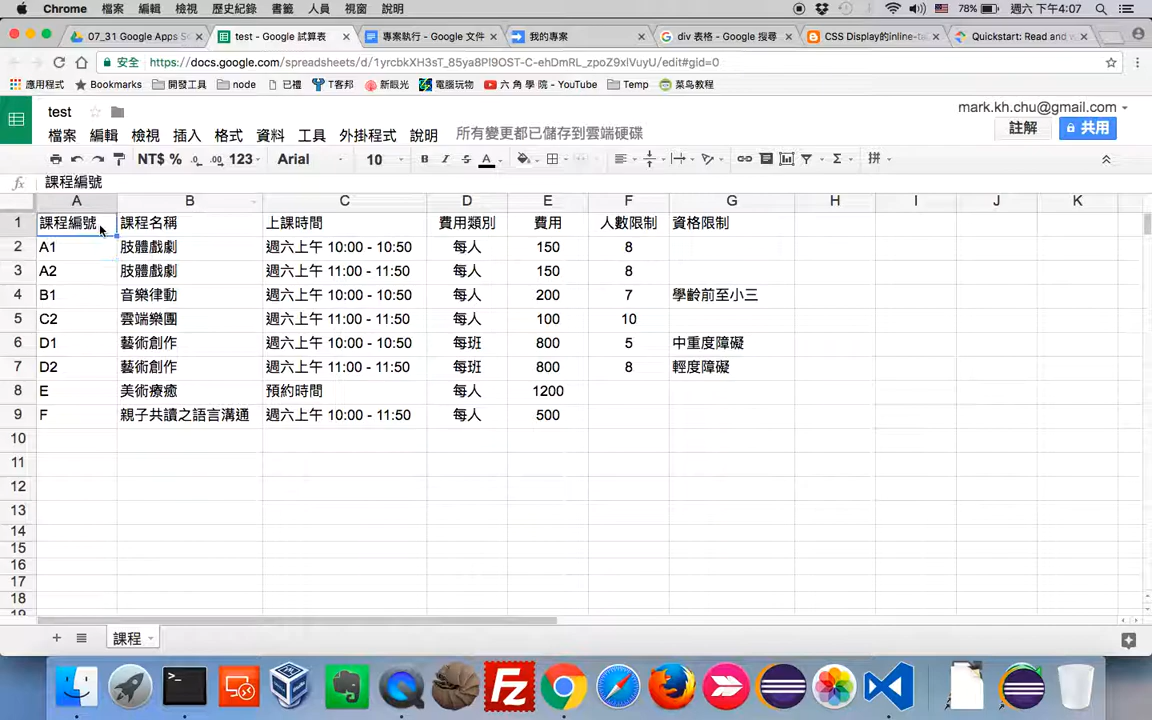 Chrome 檔案 編輯 檢視 歷史紀錄 書籤 人員 視窗 說明 78% 週六 下午4:07
07_31 Google Apps S test - Google 試算表 專案執行 - Google 文件 我的專案 div 表格 - Google 搜尋 CSS Display的inline-t Quickstart: Read and w
安全 https://docs.google.com/spreadsheets/d/1yrcbkXH3sT_85ya8Pl9OST-C-ehDmRL_zpoZ9xlVuyU/edit#gid=0
應用程式 Bookmarks 開發工具 node 已禮 T客邦 新眼光 電腦玩物 六 角 學 院 - YouTube Temp 菜鸟教程
test mark.kh.chu@gmail.com
檔案 編輯 檢視 插入 格式 資料 工具 外掛程式 說明 所有變更都已儲存到雲端硬碟 註解 共用
NT$ % .0 .00 123 Arial 10 B I S A Σ 拼
fx 課程編號
A B C D E F G H I J K
1 課程編號 課程名稱 上課時間 費用類別 費用 人數限制 資格限制
2 A1 肢體戲劇 週六上午 10:00 - 10:50 每人 150 8
3 A2 肢體戲劇 週六上午 11:00 - 11:50 每人 150 8
4 B1 音樂律動 週六上午 10:00 - 10:50 每人 200 7 學齡前至小三
5 C2 雲端樂團 週六上午 11:00 - 11:50 每人 100 10
6 D1 藝術創作 週六上午 10:00 - 10:50 每班 800 5 中重度障礙
7 D2 藝術創作 週六上午 11:00 - 11:50 每班 800 8 輕度障礙
8 E 美術療癒 預約時間 每人 1200
9 F 親子共讀之語言溝通 週六上午 10:00 - 11:50 每人 500
10
11
12
13
14
15
16
17
18
19
課程
Fz